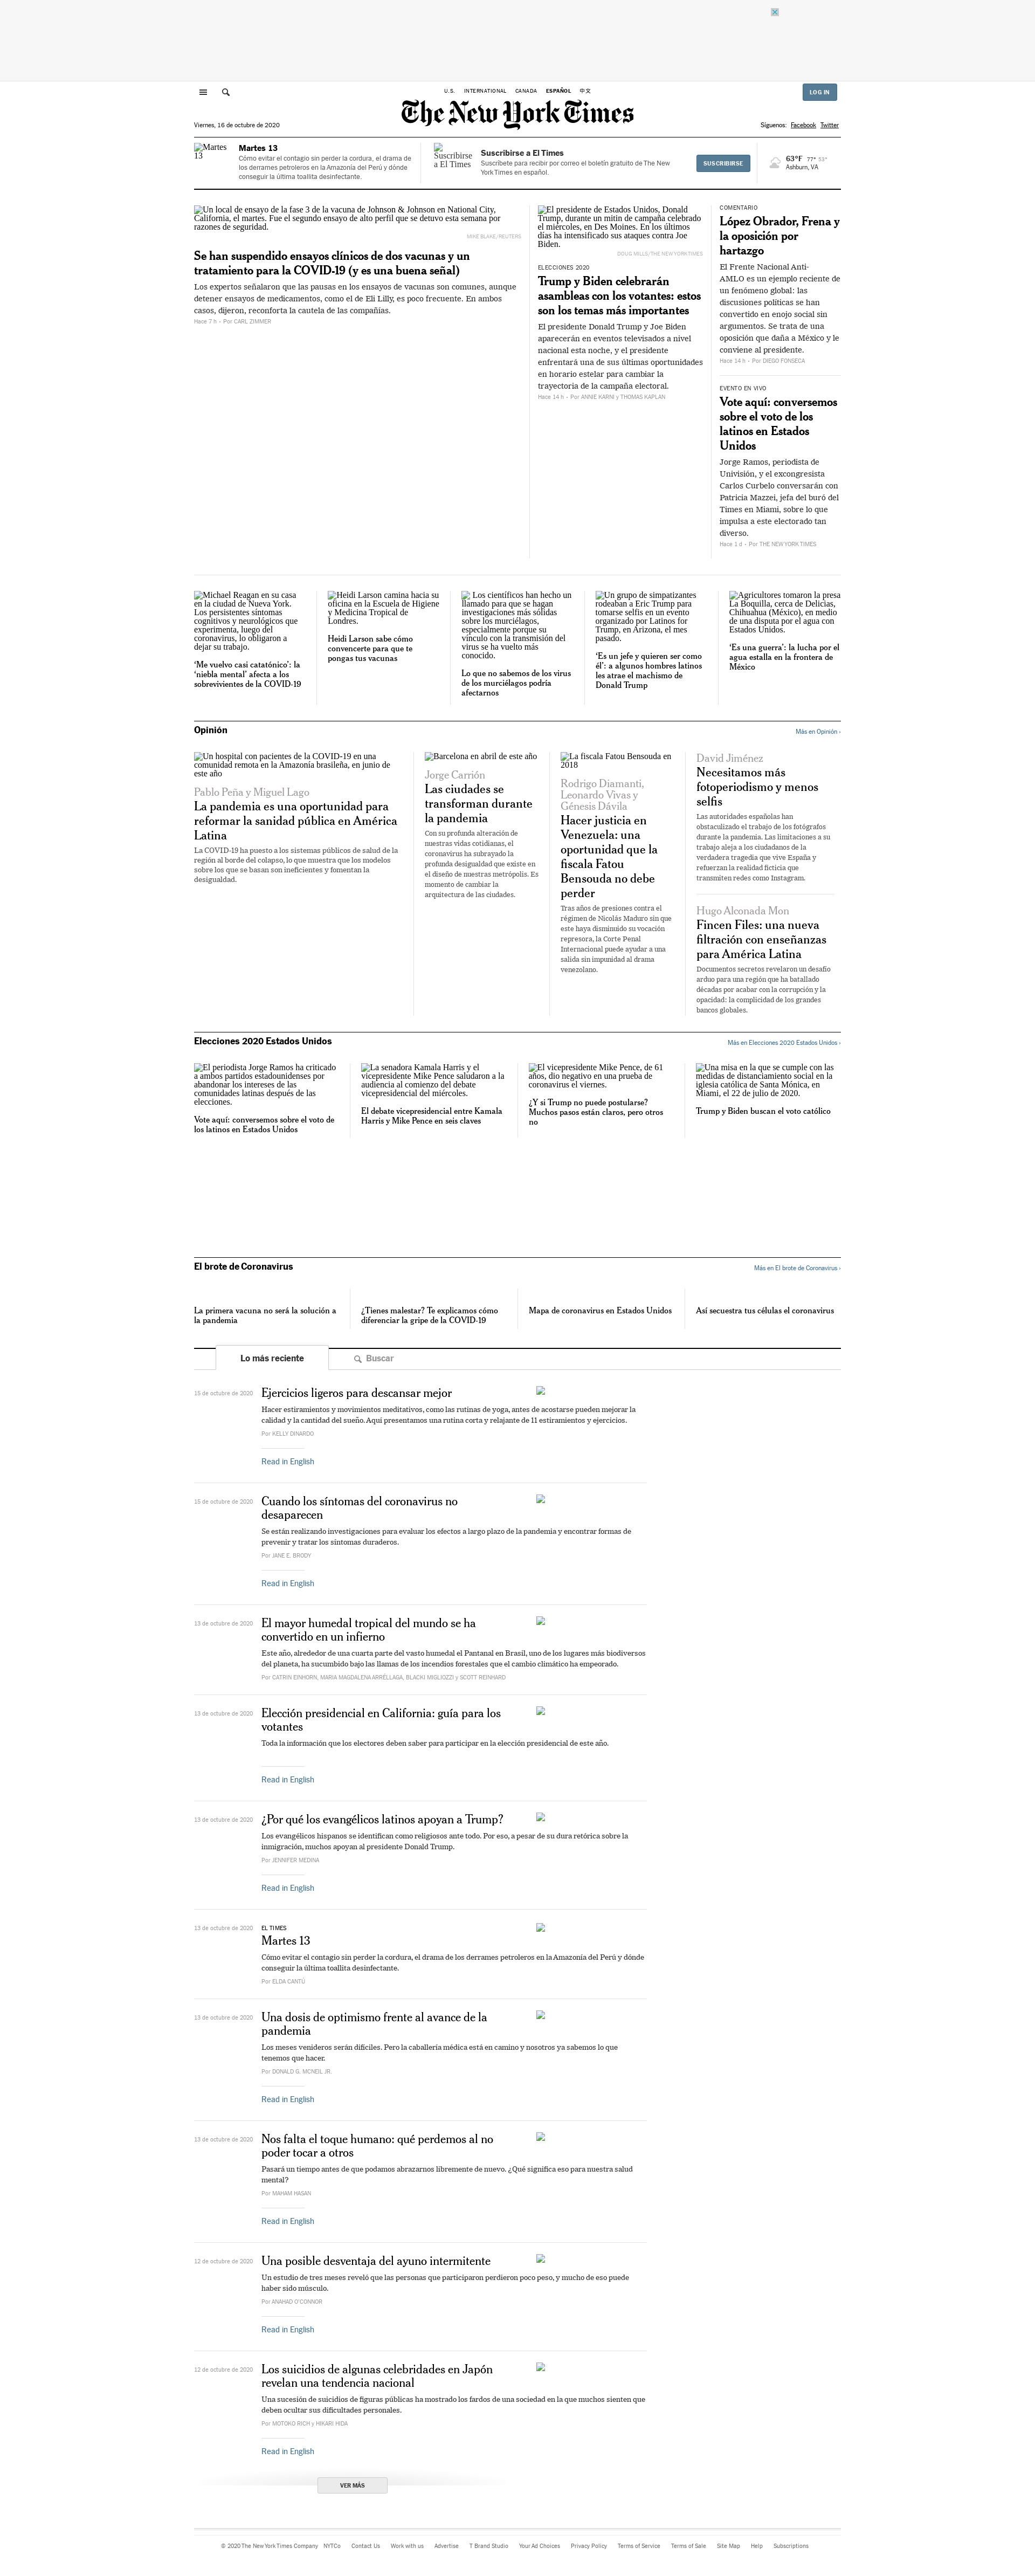 U.S. INTERNATIONAL CANADA ESPAÑOL 中文
LOG IN
The New York Times
Viernes, 16 de octubre de 2020
Síguenos: Facebook Twitter
Martes 13
Martes 13
Cómo evitar el contagio sin perder la cordura, el drama de
los derrames petroleros en la Amazonía del Perú y dónde
conseguir la última toallita desinfectante.
Suscribirse
a El Times
Suscribirse a El Times
Suscríbete para recibir por correo el boletín gratuito de The New
York Times en español.
SUSCRIBIRSE
63°F 77° 53°
Ashburn, VA
Un local de ensayo de la fase 3 de la vacuna de Johnson & Johnson en National City,
California, el martes. Fue el segundo ensayo de alto perfil que se detuvo esta semana por
razones de seguridad.
MIKE BLAKE/REUTERS
Se han suspendido ensayos clínicos de dos vacunas y un
tratamiento para la COVID-19 (y es una buena señal)
Los expertos señalaron que las pausas en los ensayos de vacunas son comunes, aunque
detener ensayos de medicamentos, como el de Eli Lilly, es poco frecuente. En ambos
casos, dijeron, reconforta la cautela de las compañías.
Hace 7 h - Por CARL ZIMMER
El presidente de Estados Unidos, Donald
Trump, durante un mitin de campaña celebrado
el miércoles, en Des Moines. En los últimos
días ha intensificado sus ataques contra Joe
Biden.
DOUG MILLS/THE NEW YORK TIMES
ELECCIONES 2020
Trump y Biden celebrarán
asambleas con los votantes: estos
son los temas más importantes
El presidente Donald Trump y Joe Biden
aparecerán en eventos televisados a nivel
nacional esta noche, y el presidente
enfrentará una de sus últimas oportunidades
en horario estelar para cambiar la
trayectoria de la campaña electoral.
Hace 14 h - Por ANNIE KARNI y THOMAS KAPLAN
COMENTARIO
López Obrador, Frena y
la oposición por
hartazgo
El Frente Nacional Anti-
AMLO es un ejemplo reciente de
un fenómeno global: las
discusiones políticas se han
convertido en enojo social sin
argumentos. Se trata de una
oposición que daña a México y le
conviene al presidente.
Hace 14 h - Por DIEGO FONSECA
EVENTO EN VIVO
Vote aquí: conversemos
sobre el voto de los
latinos en Estados
Unidos
Jorge Ramos, periodista de
Univisión, y el excongresista
Carlos Curbelo conversarán con
Patricia Mazzei, jefa del buró del
Times en Miami, sobre lo que
impulsa a este electorado tan
diverso.
Hace 1 d - Por THE NEW YORK TIMES
Michael Reagan en su casa
en la ciudad de Nueva York.
Los persistentes síntomas
cognitivos y neurológicos que
experimenta, luego del
coronavirus, lo obligaron a
dejar su trabajo.
‘Me vuelvo casi catatónico’: la
‘niebla mental’ afecta a los
sobrevivientes de la COVID-19
Heidi Larson camina hacia su
oficina en la Escuela de Higiene
y Medicina Tropical de
Londres.
Heidi Larson sabe cómo
convencerte para que te
pongas tus vacunas
Los científicos han hecho un
llamado para que se hagan
investigaciones más sólidas
sobre los murciélagos,
especialmente porque su
vínculo con la transmisión del
virus se ha vuelto más
conocido.
Lo que no sabemos de los virus
de los murciélagos podría
afectarnos
Un grupo de simpatizantes
rodeaban a Eric Trump para
tomarse selfis en un evento
organizado por Latinos for
Trump, en Arizona, el mes
pasado.
‘Es un jefe y quieren ser como
él’: a algunos hombres latinos
les atrae el machismo de
Donald Trump
Agricultores tomaron la presa
La Boquilla, cerca de Delicias,
Chihuahua (México), en medio
de una disputa por el agua con
Estados Unidos.
‘Es una guerra’: la lucha por el
agua estalla en la frontera de
México
Opinión
Más en Opinión ›
Un hospital con pacientes de la COVID-19 en una
comunidad remota en la Amazonía brasileña, en junio de
este año
Pablo Peña y Miguel Lago
La pandemia es una oportunidad para
reformar la sanidad pública en América
Latina
La COVID-19 ha puesto a los sistemas públicos de salud de la
región al borde del colapso, lo que muestra que los modelos
sobre los que se basan son ineficientes y fomentan la
desigualdad.
Barcelona en abril de este año
Jorge Carrión
Las ciudades se
transforman durante
la pandemia
Con su profunda alteración de
nuestras vidas cotidianas, el
coronavirus ha subrayado la
profunda desigualdad que existe en
el diseño de nuestras metrópolis. Es
momento de cambiar la
arquitectura de las ciudades.
La fiscala Fatou Bensouda en
2018
Rodrigo Diamanti,
Leonardo Vivas y
Génesis Dávila
Hacer justicia en
Venezuela: una
oportunidad que la
fiscala Fatou
Bensouda no debe
perder
Tras años de presiones contra el
régimen de Nicolás Maduro sin que
este haya disminuido su vocación
represora, la Corte Penal
Internacional puede ayudar a una
salida sin impunidad al drama
venezolano.
David Jiménez
Necesitamos más
fotoperiodismo y menos
selfis
Las autoridades españolas han
obstaculizado el trabajo de los fotógrafos
durante la pandemia. Las limitaciones a su
trabajo aleja a los ciudadanos de la
verdadera tragedia que vive España y
refuerzan la realidad ficticia que
transmiten redes como Instagram.
Hugo Alconada Mon
Fincen Files: una nueva
filtración con enseñanzas
para América Latina
Documentos secretos revelaron un desafío
arduo para una región que ha batallado
décadas por acabar con la corrupción y la
opacidad: la complicidad de los grandes
bancos globales.
Elecciones 2020 Estados Unidos
Más en Elecciones 2020 Estados Unidos ›
El periodista Jorge Ramos ha criticado
a ambos partidos estadounidenses por
abandonar los intereses de las
comunidades latinas después de las
elecciones.
Vote aquí: conversemos sobre el voto de
los latinos en Estados Unidos
La senadora Kamala Harris y el
vicepresidente Mike Pence saludaron a la
audiencia al comienzo del debate
vicepresidencial del miércoles.
El debate vicepresidencial entre Kamala
Harris y Mike Pence en seis claves
El vicepresidente Mike Pence, de 61
años, dio negativo en una prueba de
coronavirus el viernes.
¿Y si Trump no puede postularse?
Muchos pasos están claros, pero otros
no
Una misa en la que se cumple con las
medidas de distanciamiento social en la
iglesia católica de Santa Mónica, en
Miami, el 22 de julio de 2020.
Trump y Biden buscan el voto católico
El brote de Coronavirus
Más en El brote de Coronavirus ›
La primera vacuna no será la solución a
la pandemia
¿Tienes malestar? Te explicamos cómo
diferenciar la gripe de la COVID-19
Mapa de coronavirus en Estados Unidos
Así secuestra tus células el coronavirus
Lo más reciente
Buscar
15 de octubre de 2020
Ejercicios ligeros para descansar mejor
Hacer estiramientos y movimientos meditativos, como las rutinas de yoga, antes de acostarse pueden mejorar la
calidad y la cantidad del sueño. Aquí presentamos una rutina corta y relajante de 11 estiramientos y ejercicios.
Por KELLY DINARDO
Read in English
15 de octubre de 2020
Cuando los síntomas del coronavirus no
desaparecen
Se están realizando investigaciones para evaluar los efectos a largo plazo de la pandemia y encontrar formas de
prevenir y tratar los síntomas duraderos.
Por JANE E. BRODY
Read in English
13 de octubre de 2020
El mayor humedal tropical del mundo se ha
convertido en un infierno
Este año, alrededor de una cuarta parte del vasto humedal el Pantanal en Brasil, uno de los lugares más biodiversos
del planeta, ha sucumbido bajo las llamas de los incendios forestales que el cambio climático ha empeorado.
Por CATRIN EINHORN, MARIA MAGDALENA ARRÉLLAGA, BLACKI MIGLIOZZI y SCOTT REINHARD
13 de octubre de 2020
Elección presidencial en California: guía para los
votantes
Toda la información que los electores deben saber para participar en la elección presidencial de este año.
Read in English
13 de octubre de 2020
¿Por qué los evangélicos latinos apoyan a Trump?
Los evangélicos hispanos se identifican como religiosos ante todo. Por eso, a pesar de su dura retórica sobre la
inmigración, muchos apoyan al presidente Donald Trump.
Por JENNIFER MEDINA
Read in English
13 de octubre de 2020
EL TIMES
Martes 13
Cómo evitar el contagio sin perder la cordura, el drama de los derrames petroleros en la Amazonía del Perú y dónde
conseguir la última toallita desinfectante.
Por ELDA CANTÚ
13 de octubre de 2020
Una dosis de optimismo frente al avance de la
pandemia
Los meses venideros serán difíciles. Pero la caballería médica está en camino y nosotros ya sabemos lo que
tenemos que hacer.
Por DONALD G. MCNEIL JR.
Read in English
13 de octubre de 2020
Nos falta el toque humano: qué perdemos al no
poder tocar a otros
Pasará un tiempo antes de que podamos abrazarnos libremente de nuevo. ¿Qué significa eso para nuestra salud
mental?
Por MAHAM HASAN
Read in English
12 de octubre de 2020
Una posible desventaja del ayuno intermitente
Un estudio de tres meses reveló que las personas que participaron perdieron poco peso, y mucho de eso puede
haber sido músculo.
Por ANAHAD O’CONNOR
Read in English
12 de octubre de 2020
Los suicidios de algunas celebridades en Japón
revelan una tendencia nacional
Una sucesión de suicidios de figuras públicas ha mostrado los fardos de una sociedad en la que muchos sienten que
deben ocultar sus dificultades personales.
Por MOTOKO RICH y HIKARI HIDA
Read in English
VER MÁS
© 2020 The New York Times Company NYTCo Contact Us Work with us Advertise T Brand Studio Your Ad Choices Privacy Policy Terms of Service Terms of Sale Site Map Help Subscriptions